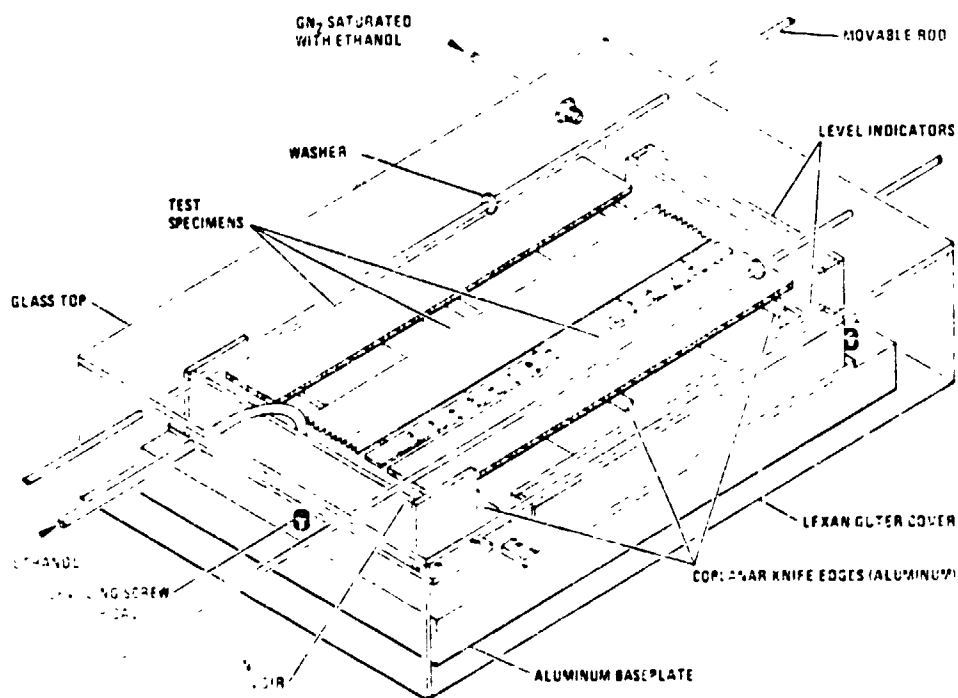 GN2 SATURATED
WITH ETHANOL
MOVABLE ROD
LEVEL INDICATORS
WASHER
TEST
SPECIMENS
GLASS TOP
LEXAN OUTER COVER
ETHANOL
COPLANAR KNIFE EDGES (ALUMINUM)
SCREW
ALUMINUM BASEPLATE